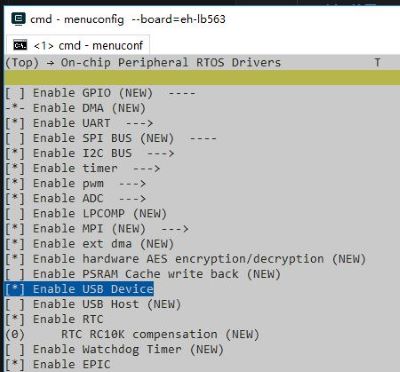 cmd - menuconfig --board=eh-lb563
<1> cmd - menuconf
(Top) → On-chip Peripheral RTOS Drivers T
[ ] Enable GPIO (NEW) ----
-*- Enable DMA (NEW)
[*] Enable UART --->
[ ] Enable SPI BUS (NEW) ----
[*] Enable I2C BUS --->
[*] Enable timer --->
[*] Enable pwm --->
[*] Enable ADC --->
[ ] Enable LPCOMP (NEW)
[*] Enable MPI (NEW) --->
[*] Enable ext dma (NEW)
[*] Enable hardware AES encryption/decryption (NEW)
[ ] Enable PSRAM Cache write back (NEW)
[*] Enable USB Device
[ ] Enable USB Host (NEW)
[*] Enable RTC
(0) RTC RC10K compensation (NEW)
[ ] Enable Watchdog Timer (NEW)
[*] Enable EPIC